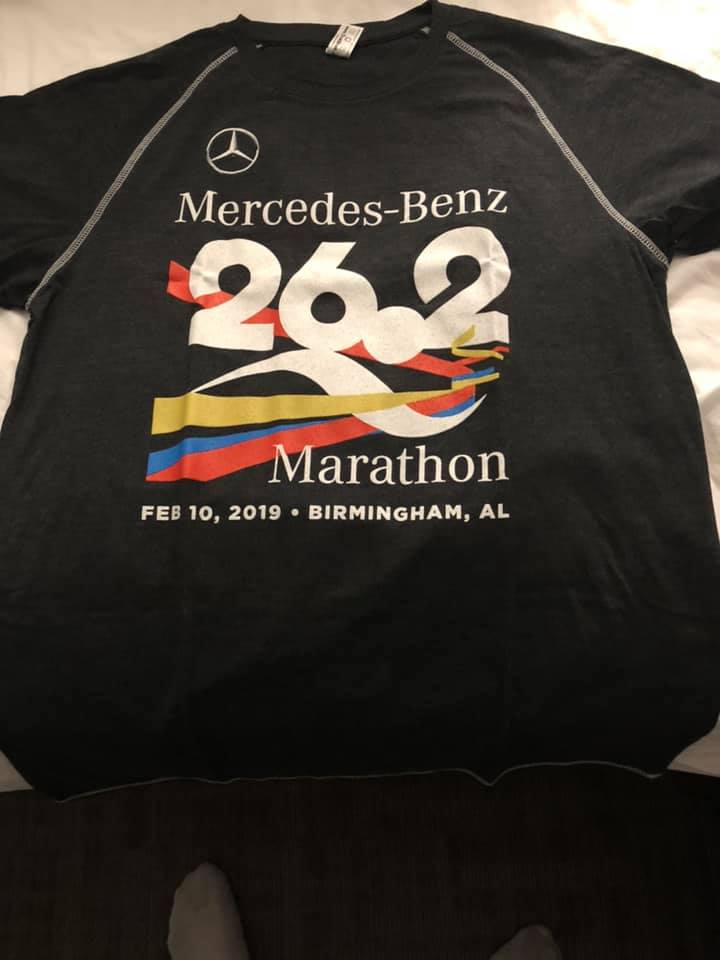 Mercedes-Benz
26.2
Marathon
FEB 10, 2019 • BIRMINGHAM, AL